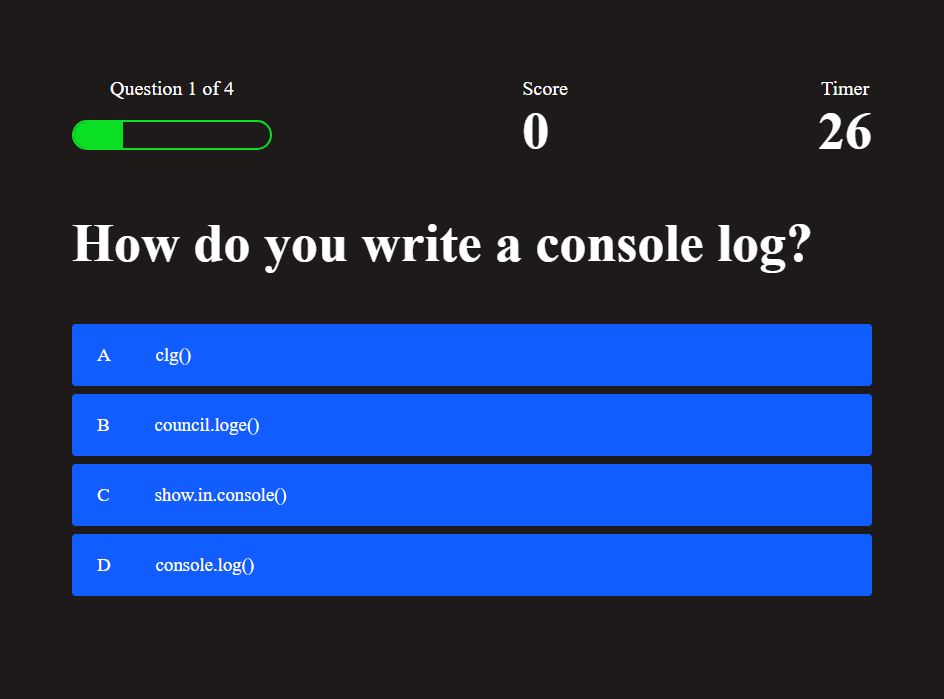 Question 1 of 4
Score
0
Timer
26
How do you write a console log?
A clg()
B council.loge()
C show.in.console()
D console.log()